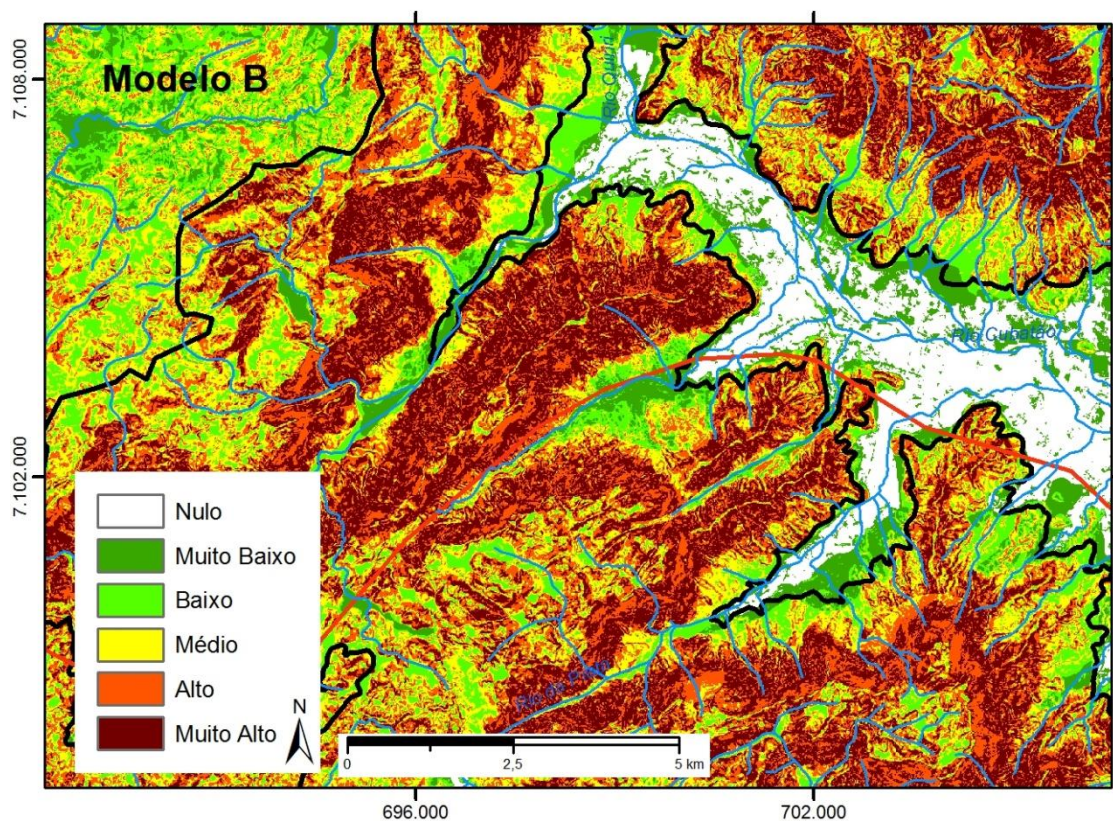 Modelo B
7.108.000
Rio Cubatão
7.102.000
Nulo
Muito Baixo
Baixo
Médio
Alto
Muito Alto
N
0 2,5 5 km
696.000 702.000